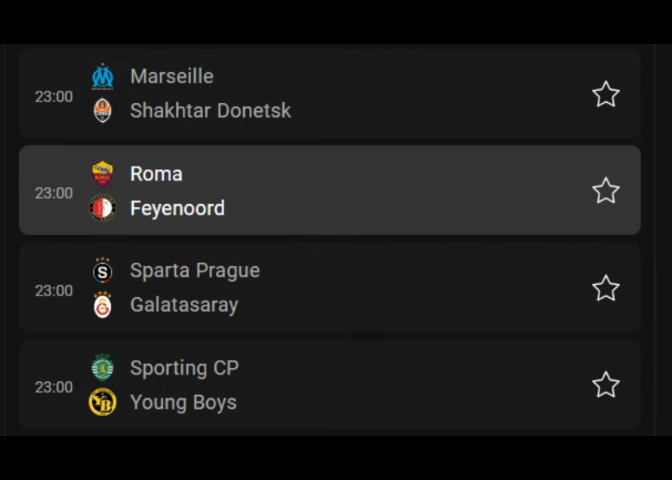 23:00
Marseille
Shakhtar Donetsk
23:00
Roma
Feyenoord
23:00
Sparta Prague
Galatasaray
23:00
Sporting CP
Young Boys